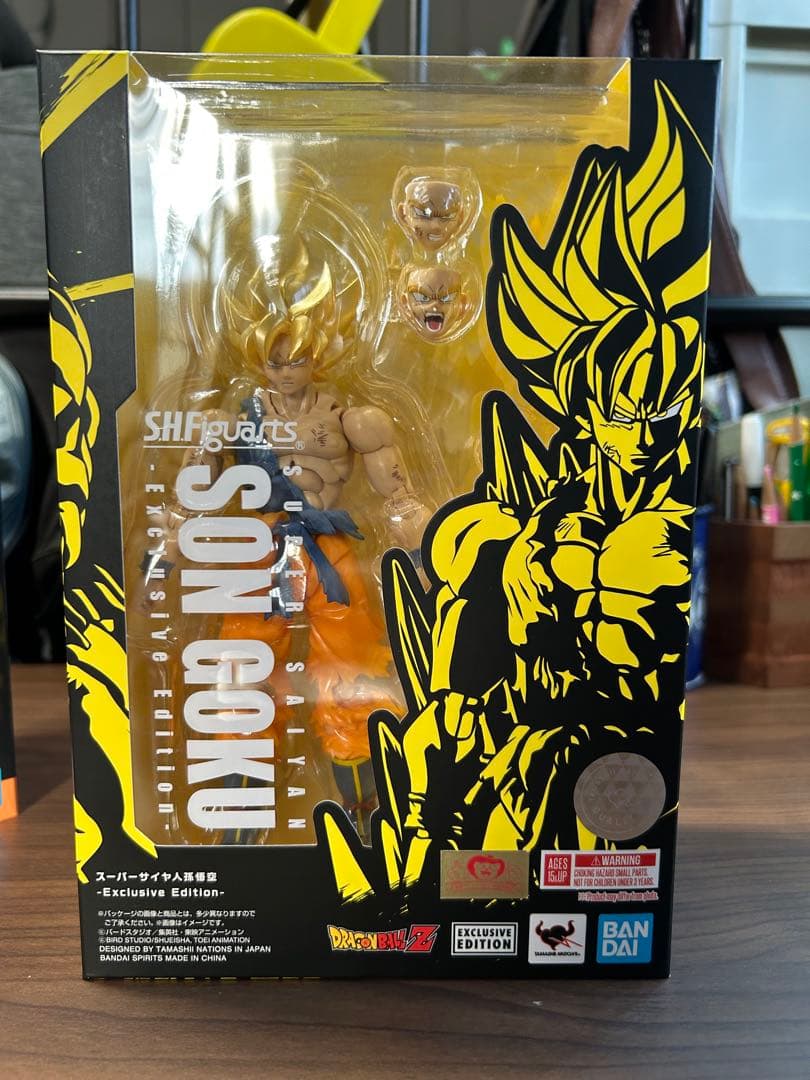 S.H.Figuarts®
SUPER SAIYAN
SON GOKU
-Exclusive Edition-
スーパーサイヤ人孫悟空
-Exclusive Edition-
※パッケージの画像と商品とは、多少異なりますので
ご了承ください。※画像はイメージです。
©バードスタジオ/集英社・東映アニメーション
©BIRD STUDIO/SHUEISHA, TOEI ANIMATION
DESIGNED BY TAMASHII NATIONS IN JAPAN
BANDAI SPIRITS MADE IN CHINA
DRAGON BALL Z
EXCLUSIVE
EDITION
TAMASHII NATIONS
BAN
DAI
AGES
15&UP
WARNING
CHOKING HAZARD SMALL PARTS.
NOT FOR CHILDREN UNDER 3 YEARS.